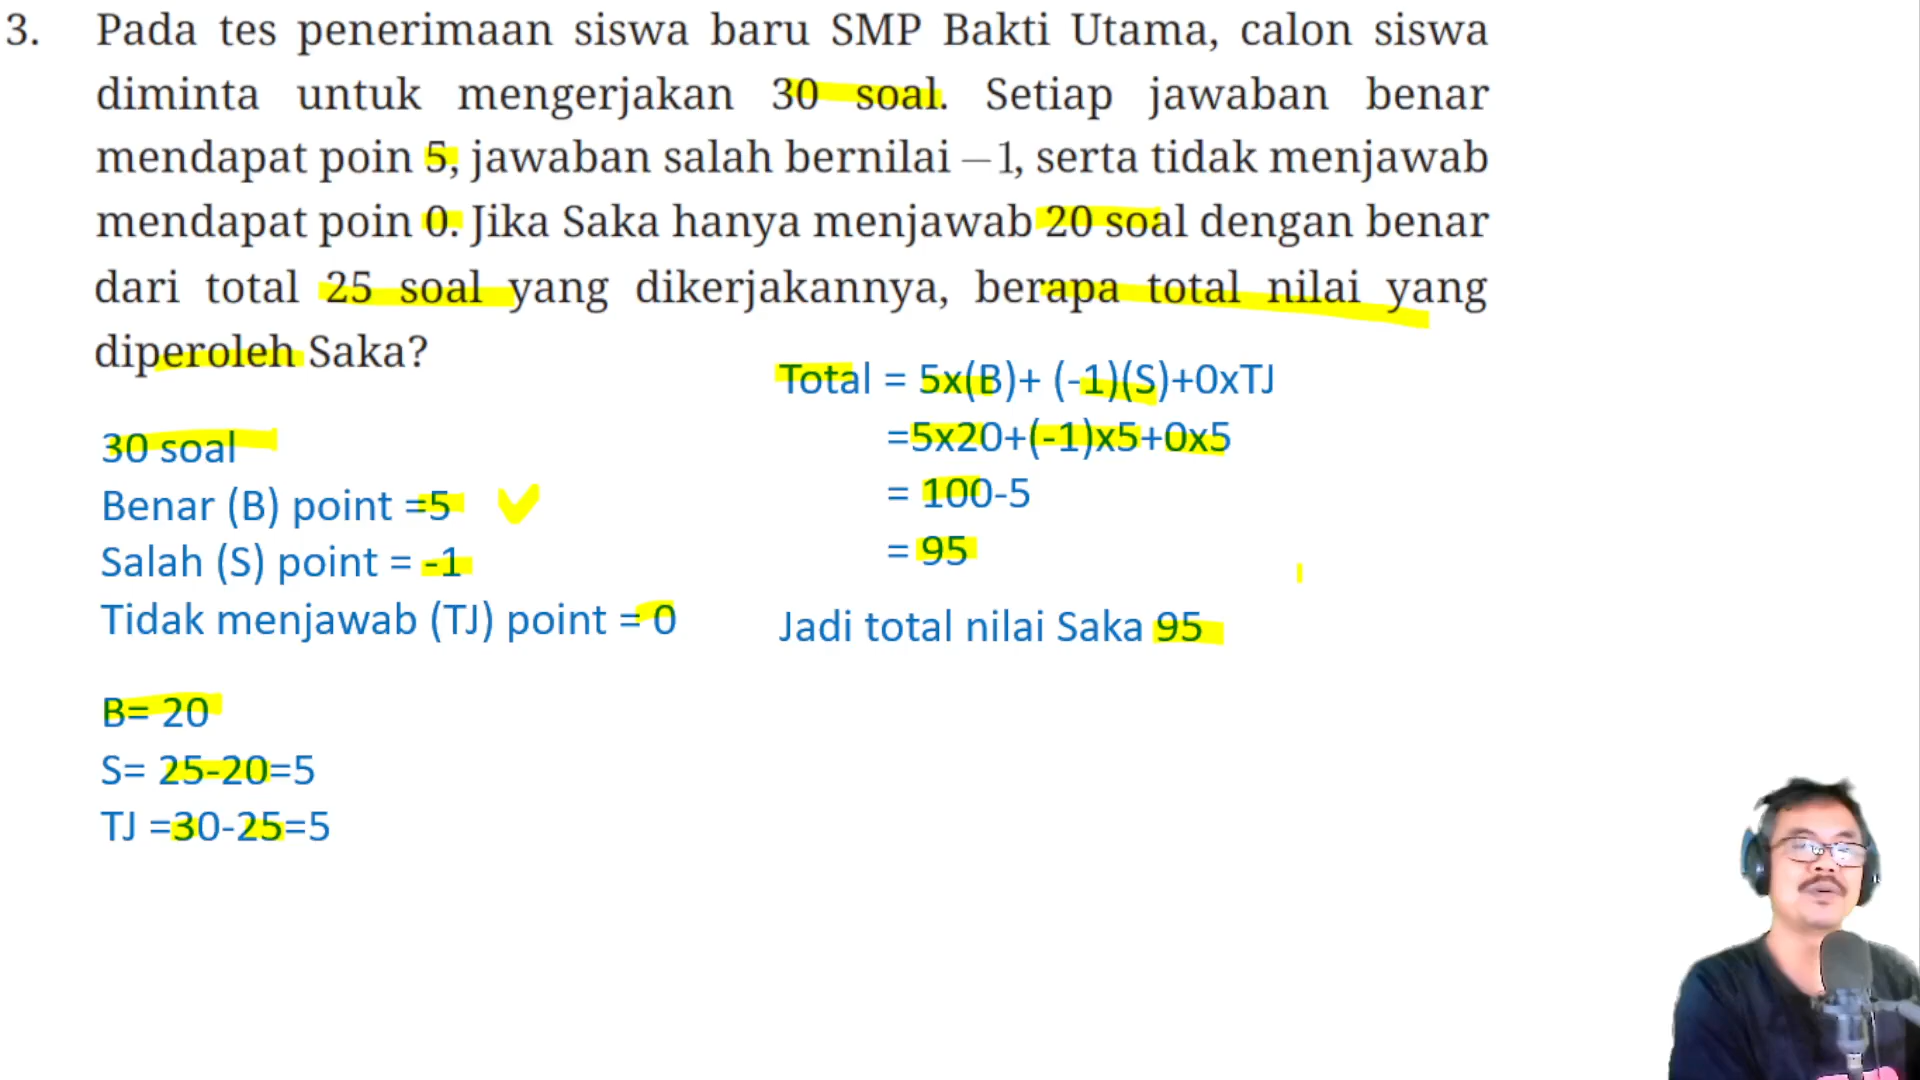 3. Pada tes penerimaan siswa baru SMP Bakti Utama, calon siswa
diminta untuk mengerjakan 30 soal. Setiap jawaban benar
mendapat poin 5, jawaban salah bernilai −1, serta tidak menjawab
mendapat poin 0. Jika Saka hanya menjawab 20 soal dengan benar
dari total 25 soal yang dikerjakannya, berapa total nilai yang
diperoleh Saka?
30 soal
Benar (B) point =5
Salah (S) point = -1
Tidak menjawab (TJ) point = 0
B= 20
S= 25-20=5
TJ =30-25=5
Total = 5x(B)+ (-1)(S)+0xTJ
=5x20+(-1)x5+0x5
= 100-5
= 95
Jadi total nilai Saka 95